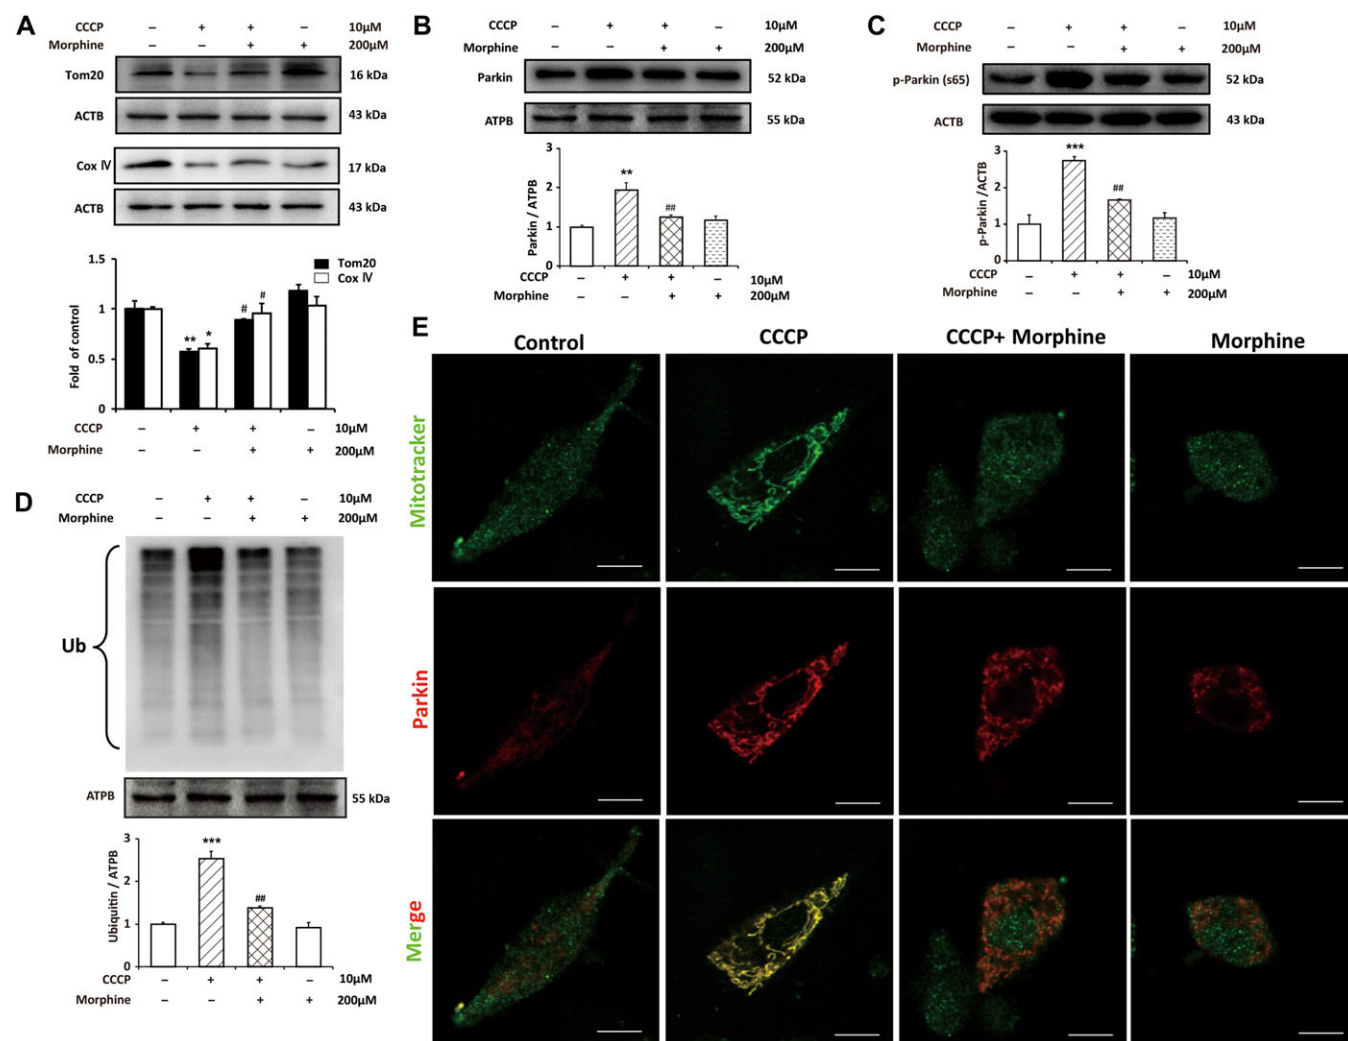 A
CCCP – + + – 10μM
Morphine – – + + 200μM
Tom20 16 kDa
ACTB 43 kDa
Cox Ⅳ 17 kDa
ACTB 43 kDa
1.5
1
0.5
0
Fold of control
Tom20
Cox Ⅳ
** * # #
CCCP – + + – 10μM
Morphine – – + + 200μM
B
CCCP – + + – 10μM
Morphine – – + + 200μM
Parkin 52 kDa
ATPB 55 kDa
3
2
1
0
Parkin / ATPB
** ##
CCCP – + + – 10μM
Morphine – – + + 200μM
C
CCCP – + + – 10μM
Morphine – – + + 200μM
p-Parkin (s65) 52 kDa
ACTB 43 kDa
3
2
1
0
p-Parkin /ACTB
*** ##
CCCP – + + – 10μM
Morphine – – + + 200μM
D
CCCP – + + – 10μM
Morphine – – + + 200μM
Ub
ATPB 55 kDa
3
2
1
0
Ubiquitin / ATPB
*** ##
CCCP – + + – 10μM
Morphine – – + + 200μM
E
Control CCCP CCCP+ Morphine Morphine
Mitotracker
Parkin
Merge